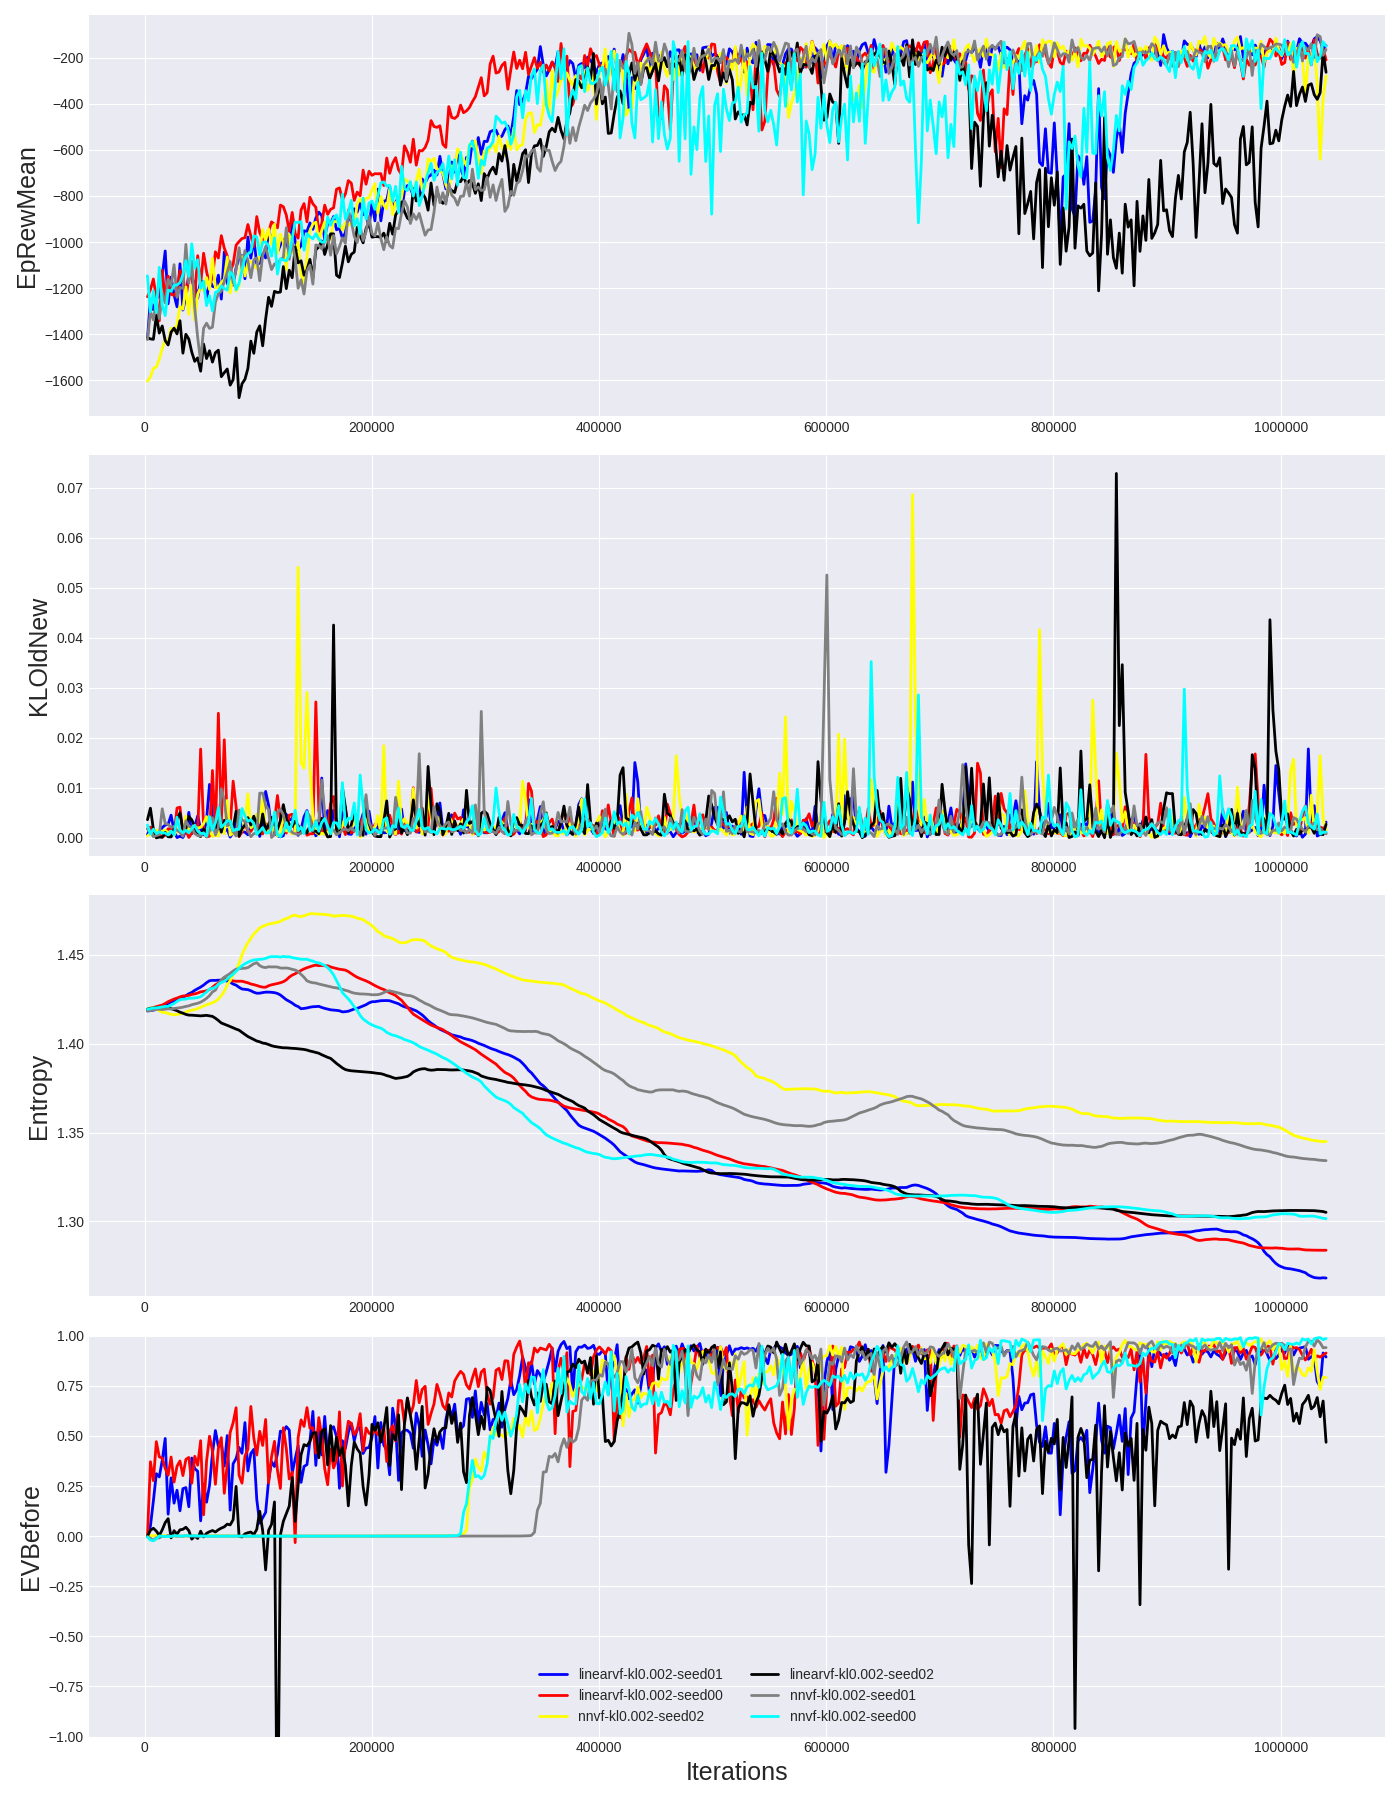 EpRewMean
−200
−400
−600
−800
−1000
−1200
−1400
−1600
0 200000 400000 600000 800000 1000000
KLOldNew
0.07
0.06
0.05
0.04
0.03
0.02
0.01
0.00
0 200000 400000 600000 800000 1000000
Entropy
1.45
1.40
1.35
1.30
0 200000 400000 600000 800000 1000000
EVBefore
1.00
0.75
0.50
0.25
0.00
−0.25
−0.50
−0.75
−1.00
linearvf-kl0.002-seed01
linearvf-kl0.002-seed00
nnvf-kl0.002-seed02
linearvf-kl0.002-seed02
nnvf-kl0.002-seed01
nnvf-kl0.002-seed00
0 200000 400000 600000 800000 1000000
Iterations